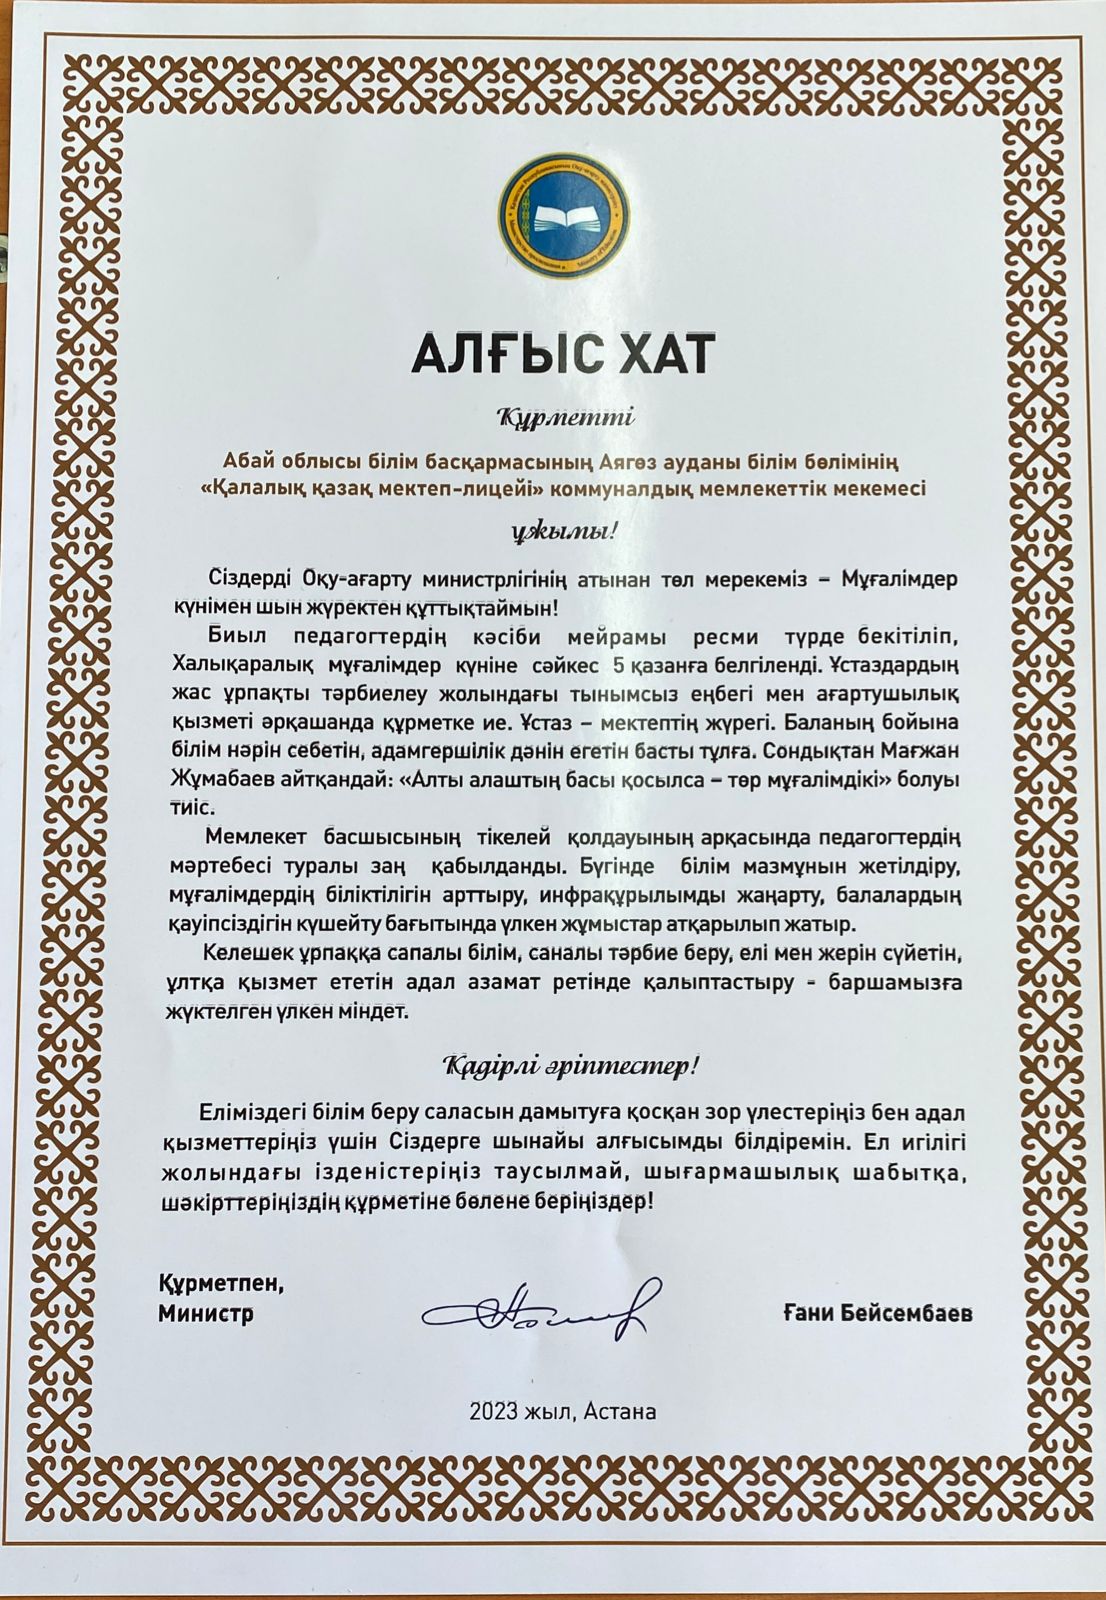 АЛҒЫС ХАТ
Құрметті
Абай облысы білім басқармасының Аягөз ауданы білім бөлімінің
«Қалалық қазақ мектеп-лицейі» коммуналдық мемлекеттік мекемесі
ұжымы!
Сіздерді Оқу-ағарту министрлігінің атынан төл мерекеміз – Мұғалімдер
күнімен шын жүректен құттықтаймын!
Биыл педагогтердің кәсіби мейрамы ресми түрде бекітіліп,
Халықаралық мұғалімдер күніне сәйкес 5 қазанға белгіленді. Ұстаздардың
жас ұрпақты тәрбиелеу жолындағы тынымсыз еңбегі мен ағартушылық
қызметі әрқашанда құрметке ие. Ұстаз – мектептің жүрегі. Баланың бойына
білім нәрін себетін, адамгершілік дәнін егетін басты тұлға. Сондықтан Мағжан
Жұмабаев айтқандай: «Алты алаштың басы қосылса – төр мұғалімдікі» болуы
тиіс.
Мемлекет басшысының тікелей қолдауының арқасында педагогтердің
мәртебесі туралы заң қабылданды. Бүгінде білім мазмұнын жетілдіру,
мұғалімдердің біліктілігін арттыру, инфрақұрылымды жаңарту, балалардың
қауіпсіздігін күшейту бағытында үлкен жұмыстар атқарылып жатыр.
Келешек ұрпаққа сапалы білім, саналы тәрбие беру, елі мен жерін сүйетін,
ұлтқа қызмет ететін адал азамат ретінде қалыптастыру - баршамызға
жүктелген үлкен міндет.
Қадірлі әріптестер!
Еліміздегі білім беру саласын дамытуға қосқан зор үлестеріңіз бен адал
қызметтеріңіз үшін Сіздерге шынайы алғысымды білдіремін. Ел игілігі
жолындағы ізденістеріңіз таусылмай, шығармашылық шабытқа,
шәкірттеріңіздің құрметіне бөлене беріңіздер!
Құрметпен,
Министр
Ғани Бейсембаев
2023 жыл, Астана